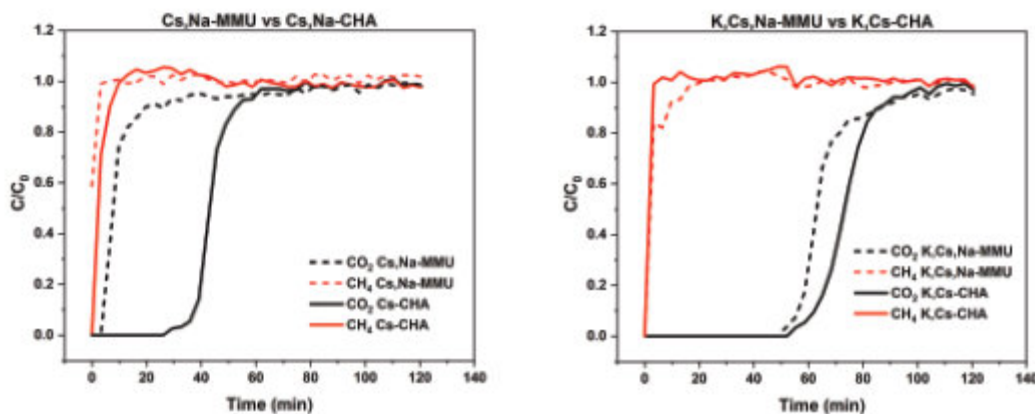 Cs,Na-MMU vs Cs,Na-CHA
1.2
1.0
0.8
0.6
0.4
0.2
0.0
C/C₀
CO₂ Cs,Na-MMU
CH₄ Cs,Na-MMU
CO₂ Cs-CHA
CH₄ Cs-CHA
0 20 40 60 80 100 120 140
Time (min)
K,Cs,Na-MMU vs K,Cs-CHA
1.2
1.0
0.8
0.6
0.4
0.2
0.0
C/C₀
CO₂ K,Cs,Na-MMU
CH₄ K,Cs,Na-MMU
CO₂ K,Cs-CHA
CH₄ K,Cs-CHA
0 20 40 60 80 100 120 140
Time (min)